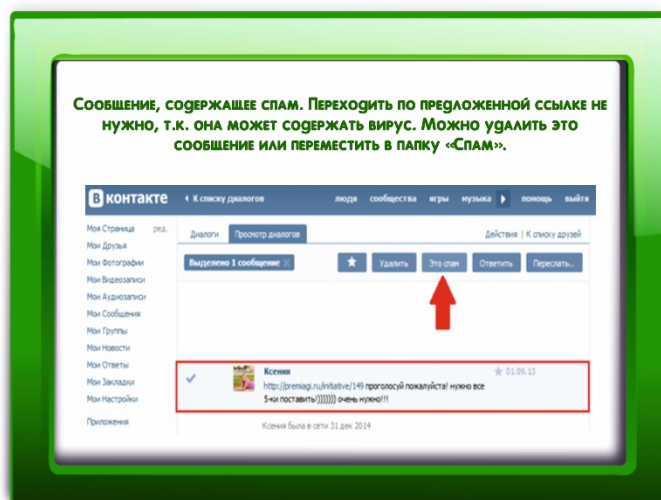 Сообщение, содержащее спам. Переходить по предложенной ссылке не
нужно, т.к. она может содержать вирус. Можно удалить это
сообщение или переместить в папку «Спам».
В контакте
К списку диалогов
люди сообщества игры музыка помощь выйти
Моя Страница ред.
Мои Друзья
Мои Фотографии
Мои Видеозаписи
Мои Аудиозаписи
Мои Сообщения
Мои Группы
Мои Новости
Мои Ответы
Мои Закладки
Мои Настройки
Приложения
Диалоги Просмотр диалогов
Действия | К списку друзей
Выделено 1 сообщение
Удалить Это спам Ответить Переслать..
Ксения 01.09.13
http://premiagi.ru/initiative/149 проголосуй пожалуйста! нужно все
5-ки поставить!))))))) очень нужно!!!
Ксения была в сети 31 дек 2014